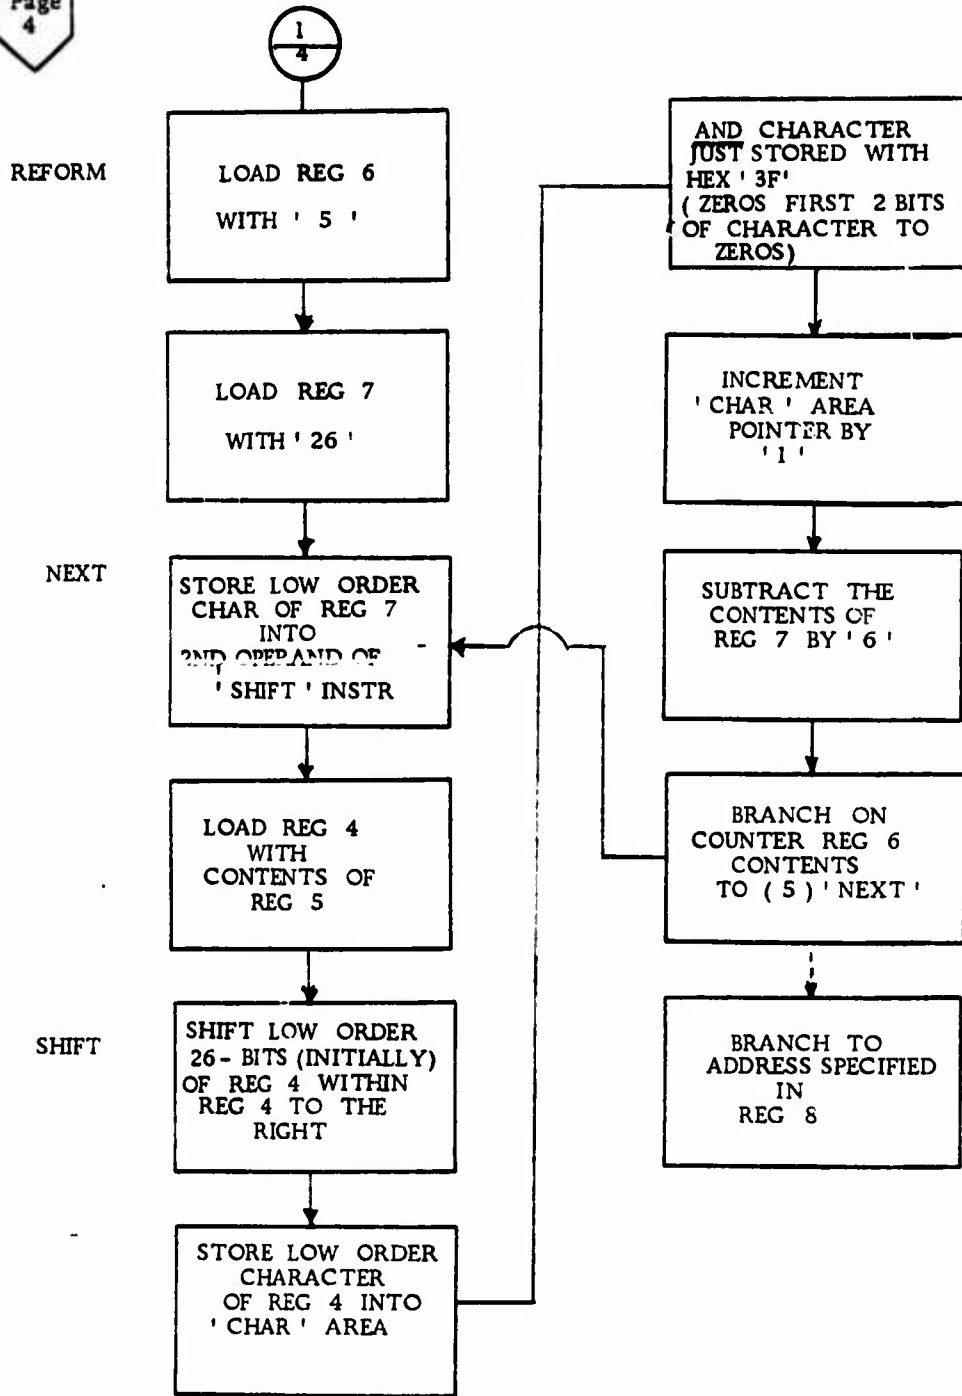 Page
4
1
4
REFORM
LOAD REG 6
WITH ' 5 '
LOAD REG 7
WITH ' 26 '
NEXT
STORE LOW ORDER
CHAR OF REG 7
INTO
2ND OPERAND OF
' SHIFT ' INSTR
LOAD REG 4
WITH
CONTENTS OF
REG 5
SHIFT
SHIFT LOW ORDER
26 - BITS (INITIALLY)
OF REG 4 WITHIN
REG 4 TO THE
RIGHT
STORE LOW ORDER
CHARACTER
OF REG 4 INTO
' CHAR ' AREA
AND CHARACTER
JUST STORED WITH
HEX ' 3F'
( ZEROS FIRST 2 BITS
OF CHARACTER TO
ZEROS)
INCREMENT
' CHAR ' AREA
POINTER BY
' 1 '
SUBTRACT THE
CONTENTS OF
REG 7 BY ' 6 '
BRANCH ON
COUNTER REG 6
CONTENTS
TO ( 5 ) ' NEXT '
BRANCH TO
ADDRESS SPECIFIED
IN
REG 8